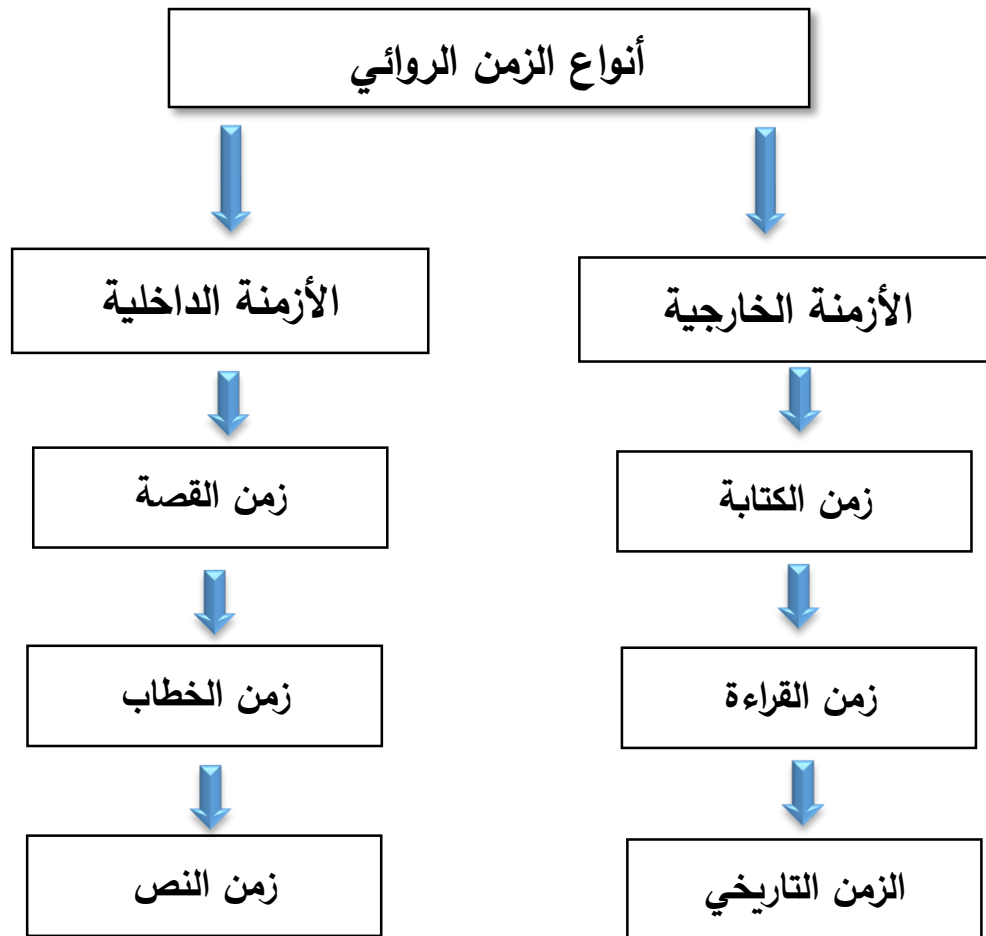 أنواع الزمن الروائي
الأزمنة الخارجية
الأزمنة الداخلية
زمن الكتابة
زمن القصة
زمن القراءة
زمن الخطاب
الزمن التاريخي
زمن النص